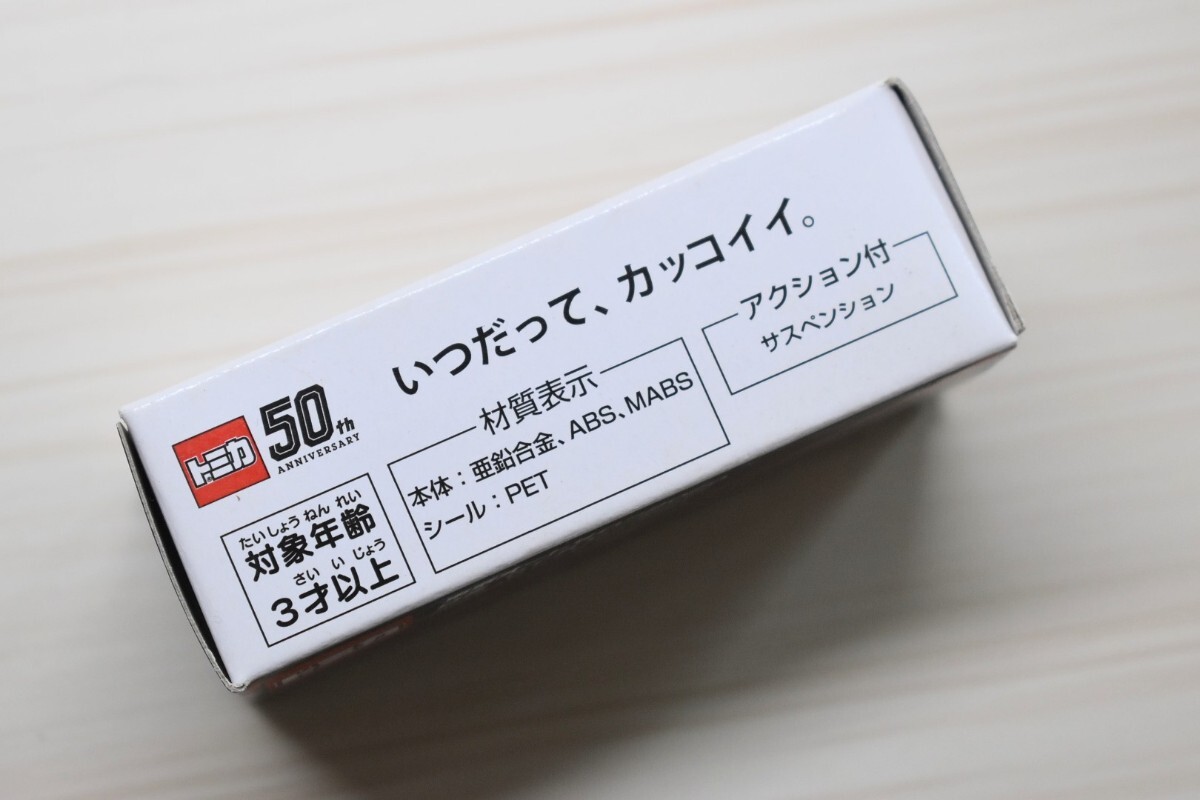 いつだって、カッコイイ。
トミカ
50th
ANNIVERSARY
たいしょう ねん れい
対象年齢
さい い じょう
3才以上
材質表示
本体：亜鉛合金、ABS、MABS
シール：PET
アクション付
サスペンション